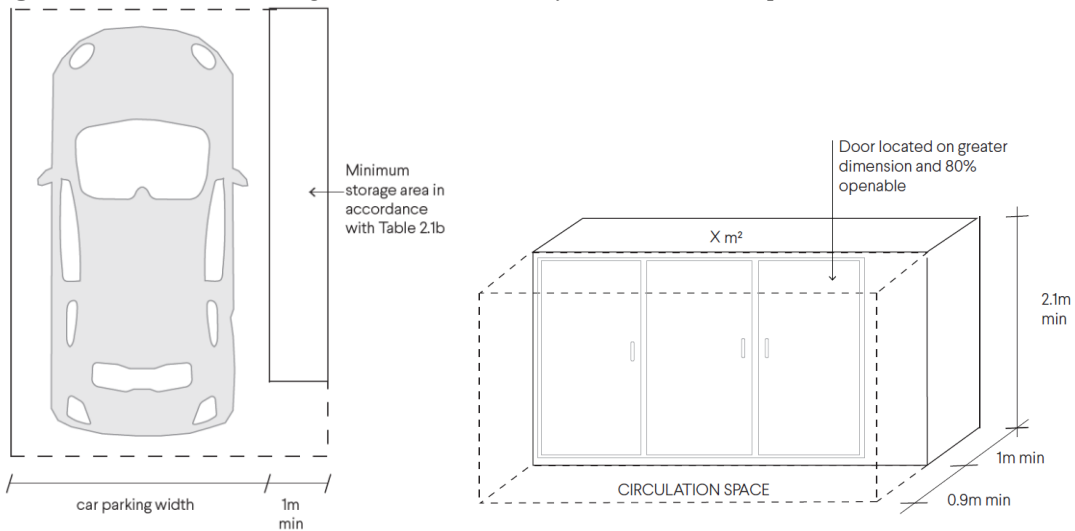 Minimum
storage area in
accordance
with Table 2.1b
car parking width
1m
min
Door located on greater
dimension and 80%
openable
X m²
2.1m
min
1m min
0.9m min
CIRCULATION SPACE